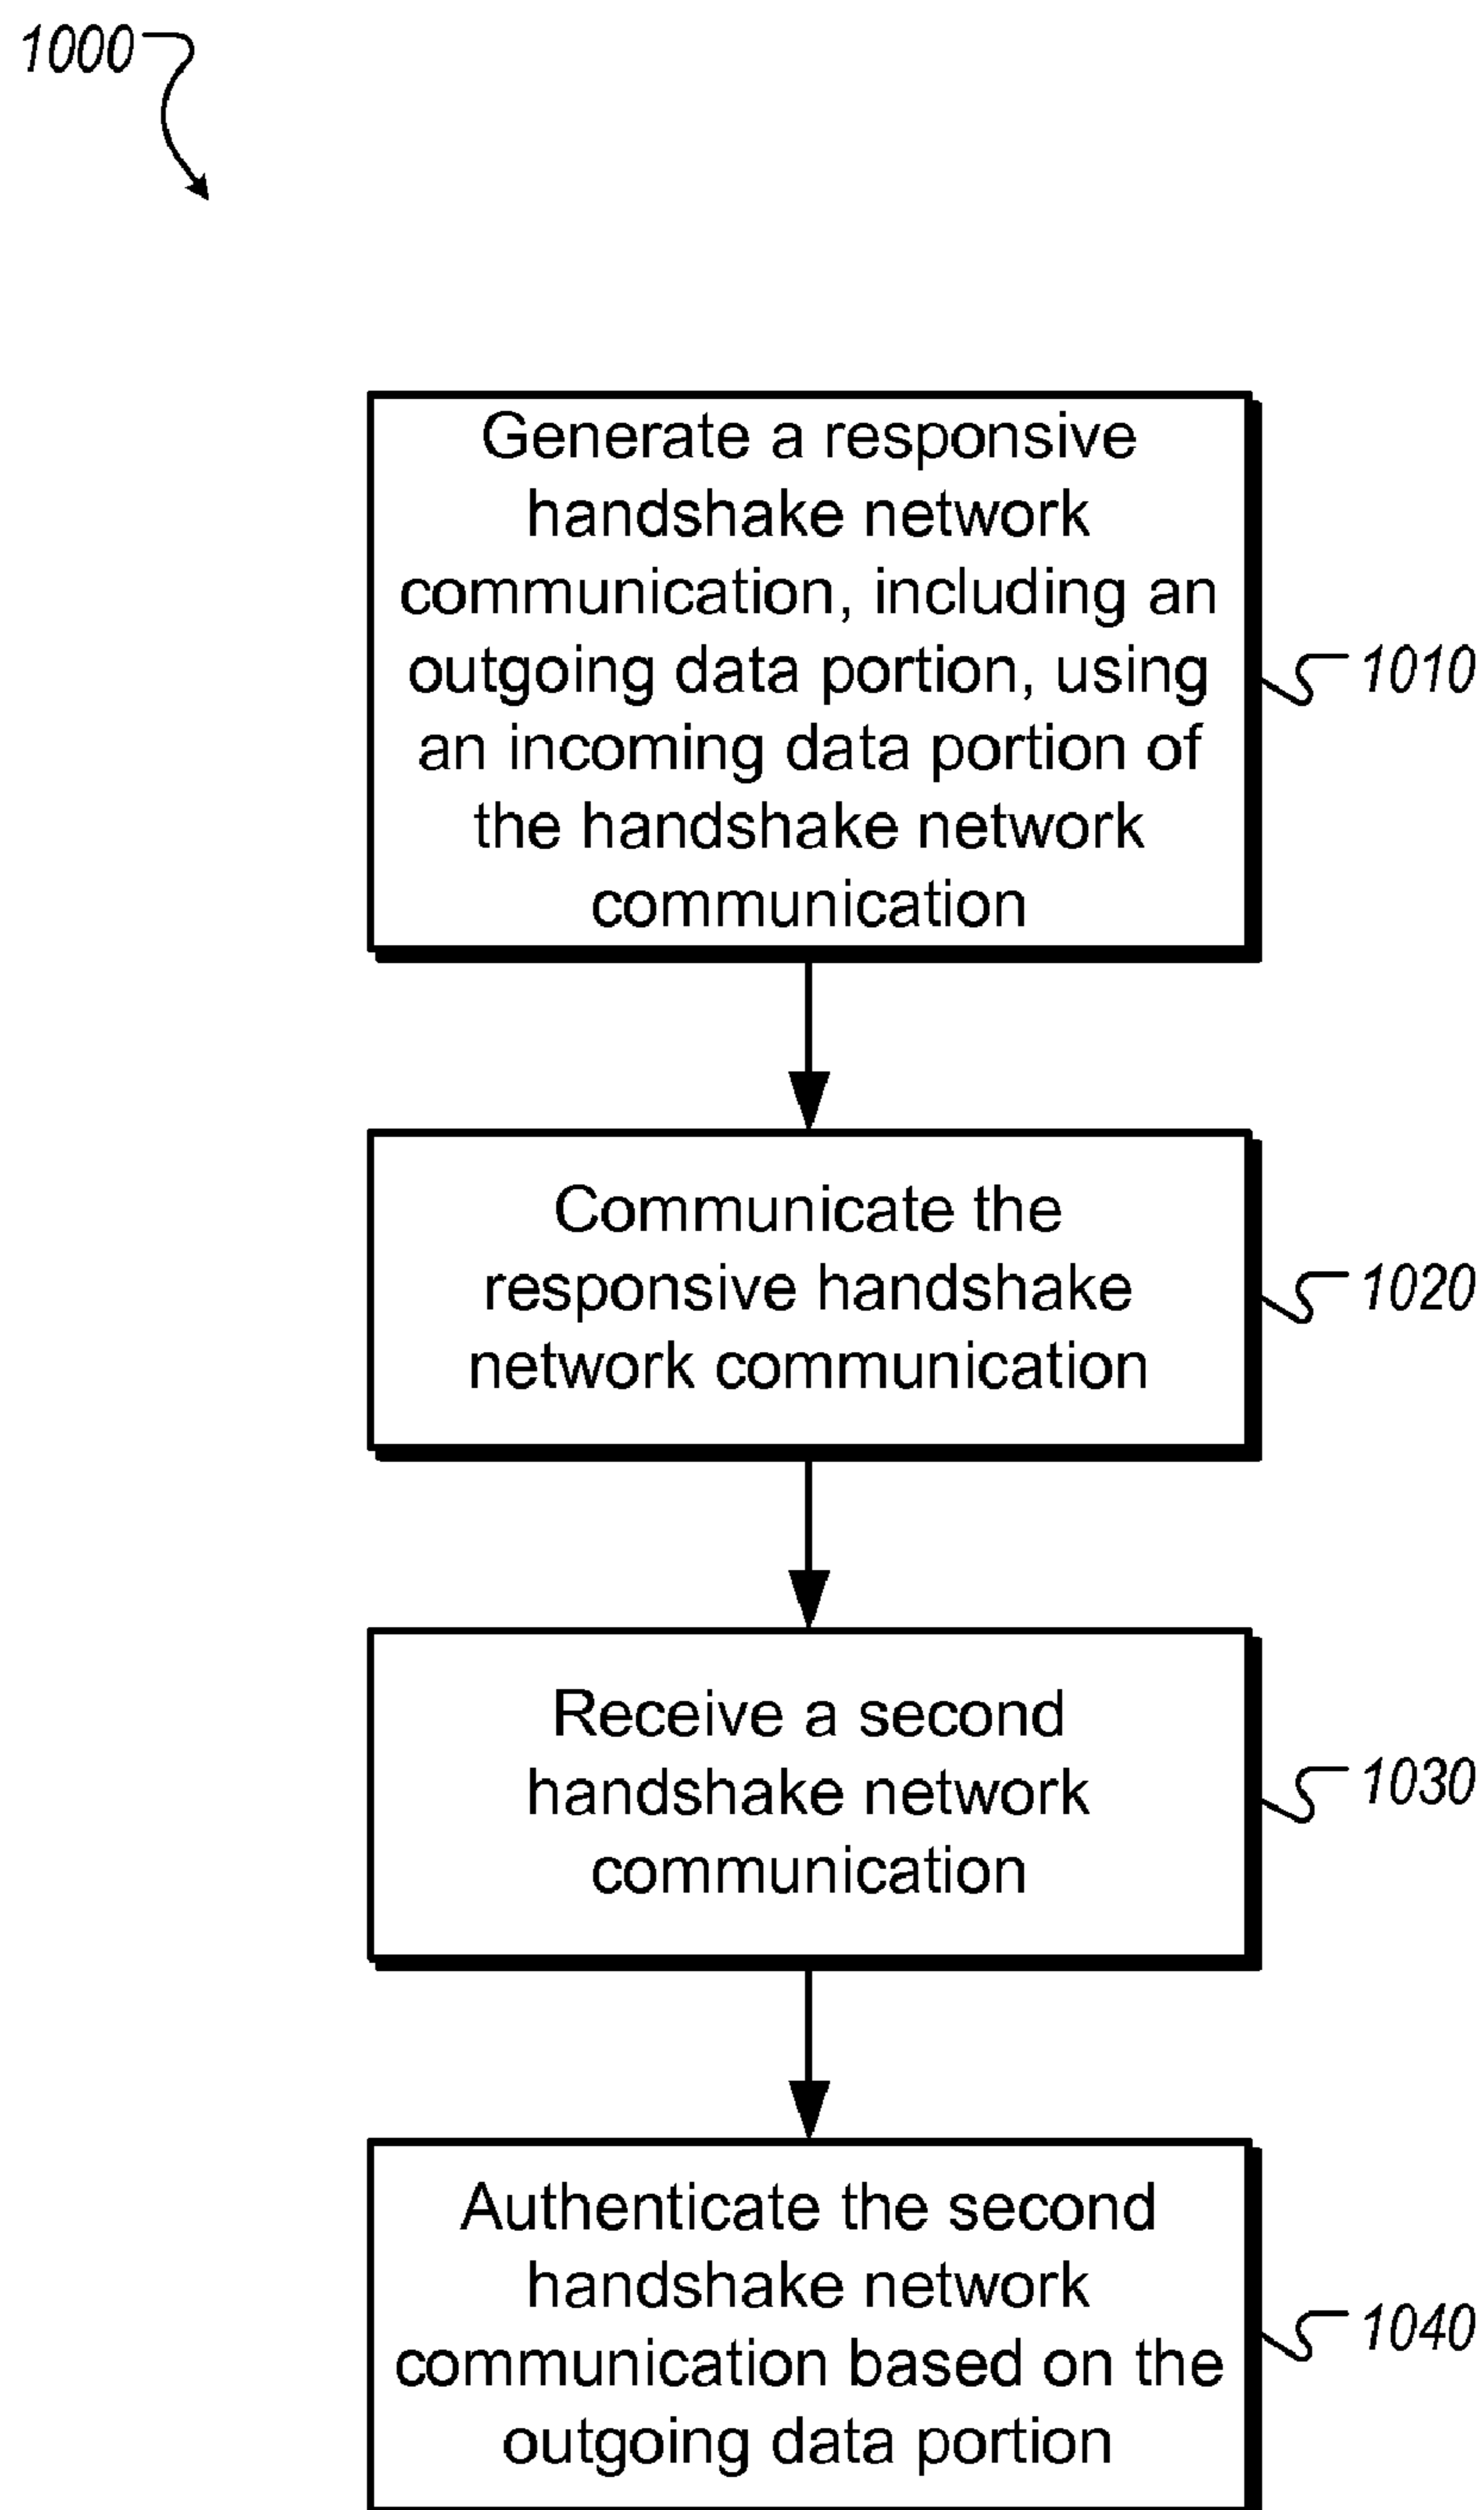 1000
Generate a responsive
handshake network
communication, including an
outgoing data portion, using
an incoming data portion of
the handshake network
communication
1010
Communicate the
responsive handshake
network communication
1020
Receive a second
handshake network
communication
1030
Authenticate the second
handshake network
communication based on the
outgoing data portion
1040